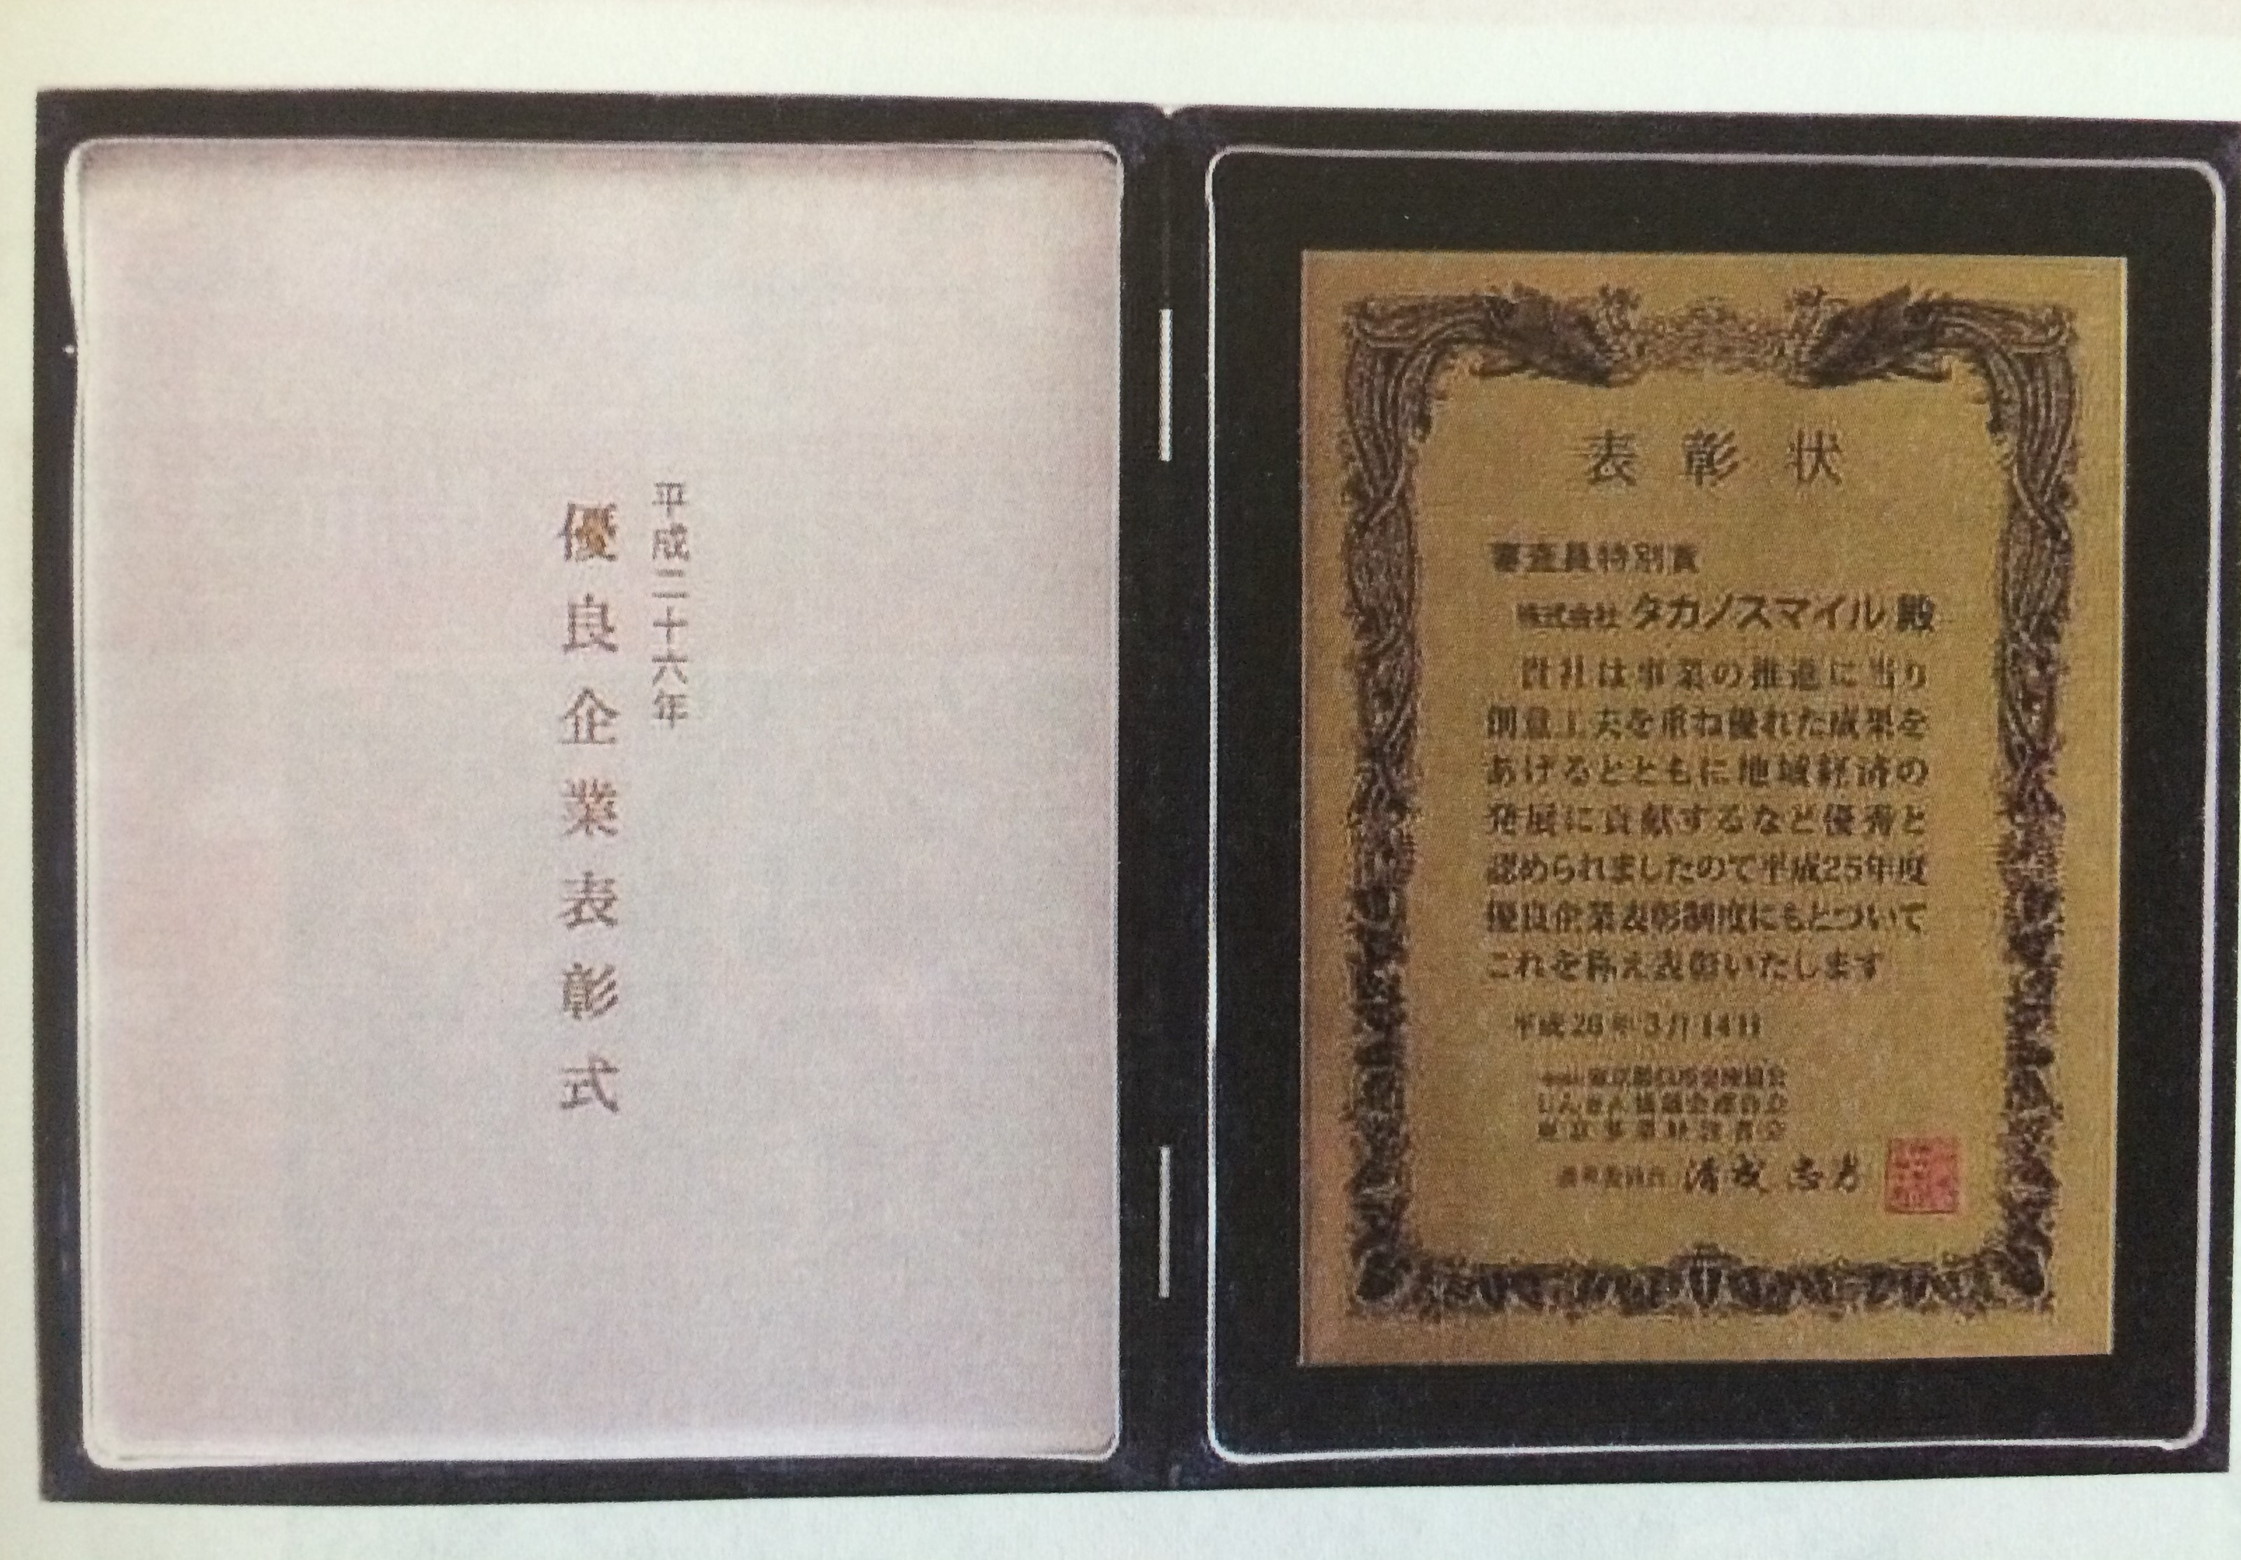 平成二十六年
優良企業表彰式
表彰状
審査員特別賞
株式会社 タカノスマイル 殿
貴社は事業の推進に当り
創意工夫を重ね優れた成果を
あげるとともに地域経済の
発展に貢献するなど優秀と
認められましたので平成25年度
優良企業表彰制度にもとづいて
これを称え表彰いたします
平成26年3月14日
清成 忠男